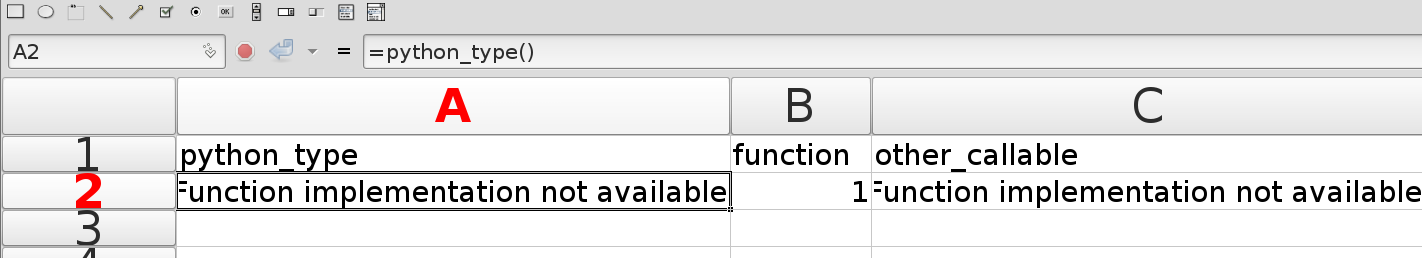 OK
A2 = =python_type()
A B C
1 python_type function other_callable
2 Function implementation not available 1 Function implementation not available
3
4